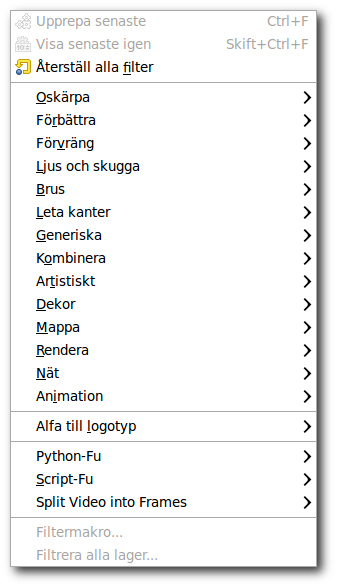 Upprepa senaste Ctrl+F
Visa senaste igen Skift+Ctrl+F
Återställ alla filter
Oskärpa
Förbättra
Förvräng
Ljus och skugga
Brus
Leta kanter
Generiska
Kombinera
Artistiskt
Dekor
Mappa
Rendera
Nät
Animation
Alfa till logotyp
Python-Fu
Script-Fu
Split Video into Frames
Filtermakro...
Filtrera alla lager...